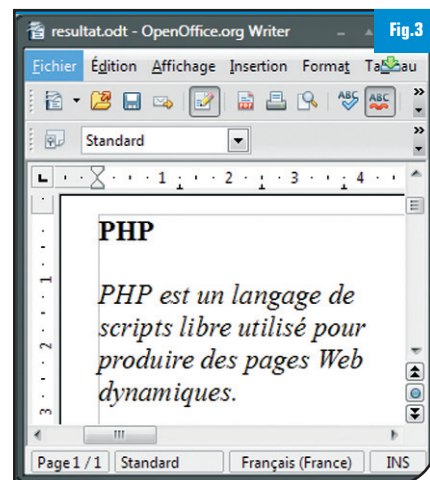 resultat.odt - OpenOffice.org Writer
Fig.3
Fichier Édition Affichage Insertion Format
ABC ABC
Standard
1 2 3 4
PHP
PHP est un langage de
scripts libre utilisé pour
produire des pages Web
dynamiques.
1
2
3
Page 1 / 1 Standard Français (France) INS